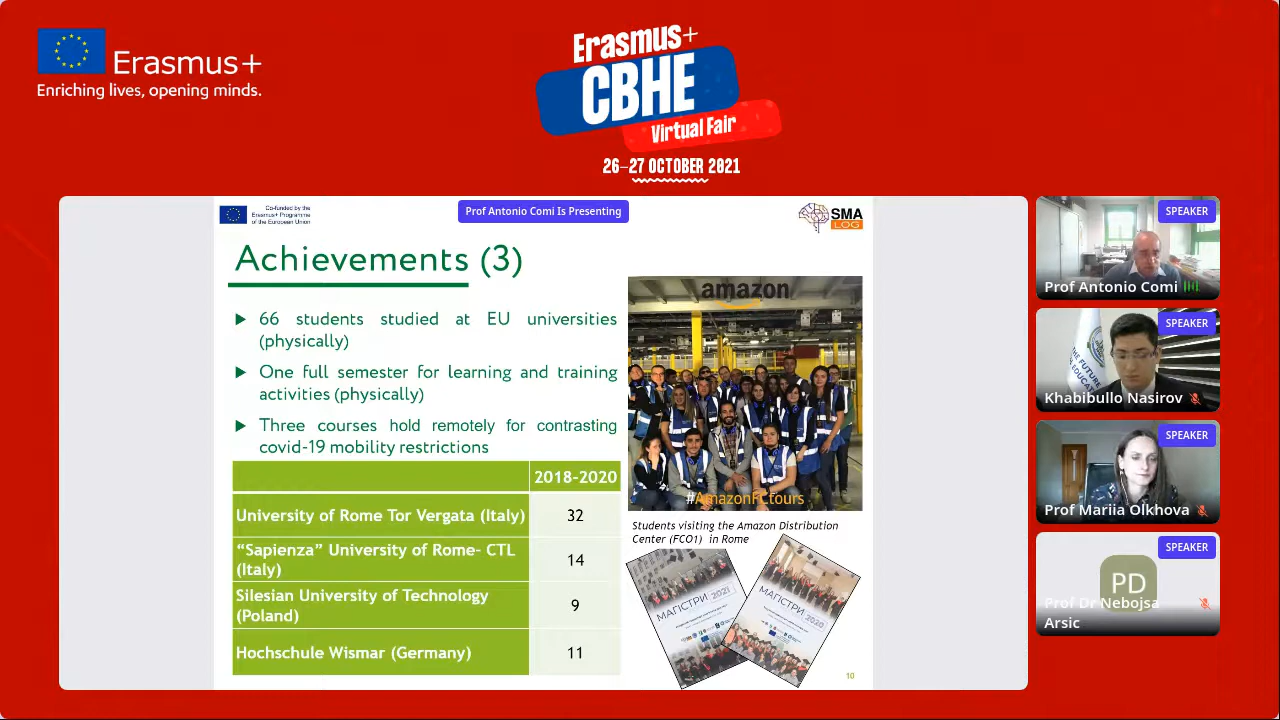 Erasmus+
Enriching lives, opening minds.
Erasmus+
CBHE
Virtual Fair
26–27 OCTOBER 2021
Co-funded by the
Erasmus+ Programme
of the European Union
Prof Antonio Comi Is Presenting
SMA
LOG
Achievements (3)
66 students studied at EU universities
(physically)
One full semester for learning and training
activities (physically)
Three courses hold remotely for contrasting
covid-19 mobility restrictions
2018-2020
University of Rome Tor Vergata (Italy) 32
“Sapienza” University of Rome- CTL
(Italy) 14
Silesian University of Technology
(Poland) 9
Hochschule Wismar (Germany) 11
amazon
#AmazonFCtours
Students visiting the Amazon Distribution
Center (FCO1) in Rome
МАГІСТРИ 2021
МАГІСТРИ 2020
10
SPEAKER
Prof Antonio Comi
SPEAKER
Khabibullo Nasirov
SPEAKER
Prof Mariia Olkhova
SPEAKER
PD
Prof Dr Nebojsa
Arsic